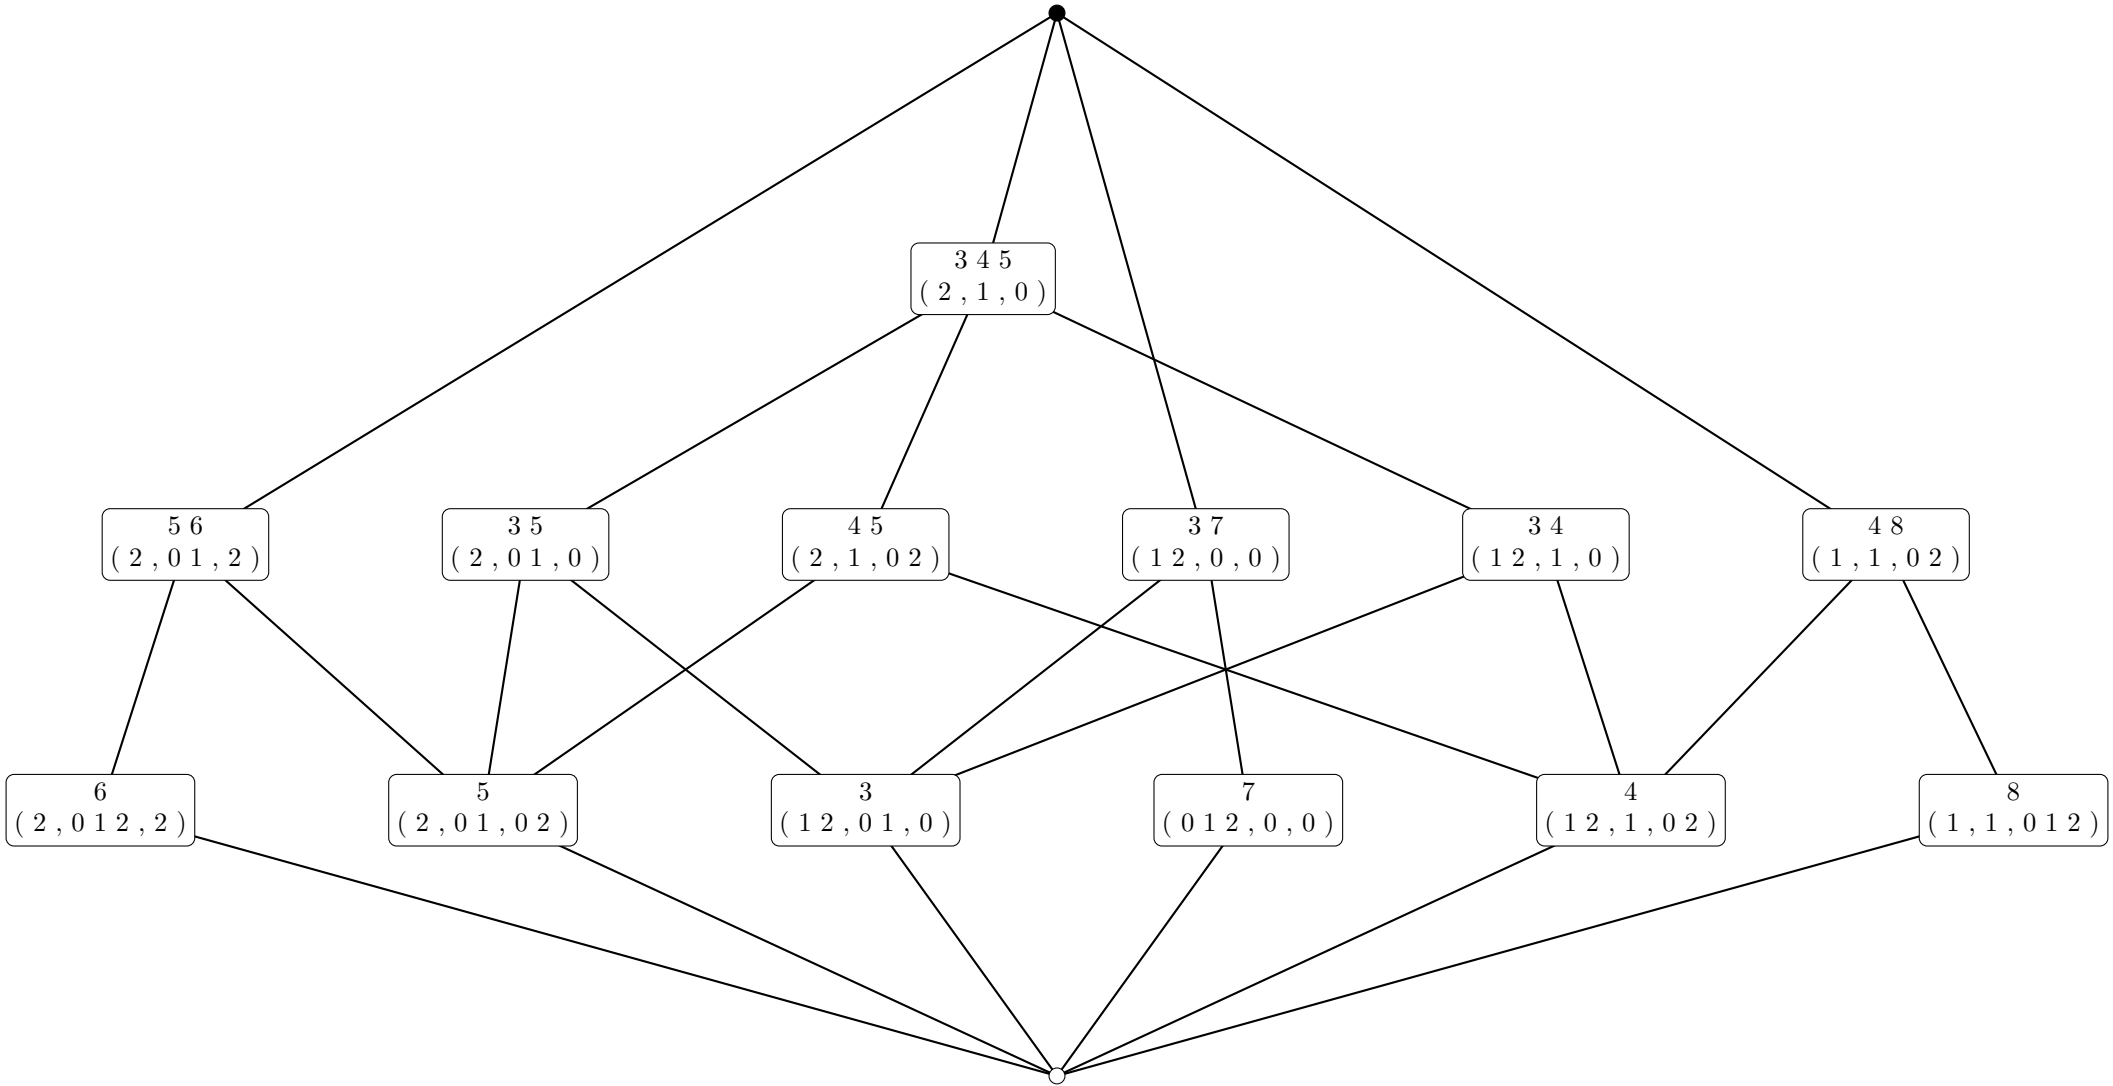 3 4 5
( 2 , 1 , 0 )
5 6
( 2 , 0 1 , 2 )
3 5
( 2 , 0 1 , 0 )
4 5
( 2 , 1 , 0 2 )
3 7
( 1 2 , 0 , 0 )
3 4
( 1 2 , 1 , 0 )
4 8
( 1 , 1 , 0 2 )
6
( 2 , 0 1 2 , 2 )
5
( 2 , 0 1 , 0 2 )
3
( 1 2 , 0 1 , 0 )
7
( 0 1 2 , 0 , 0 )
4
( 1 2 , 1 , 0 2 )
8
( 1 , 1 , 0 1 2 )